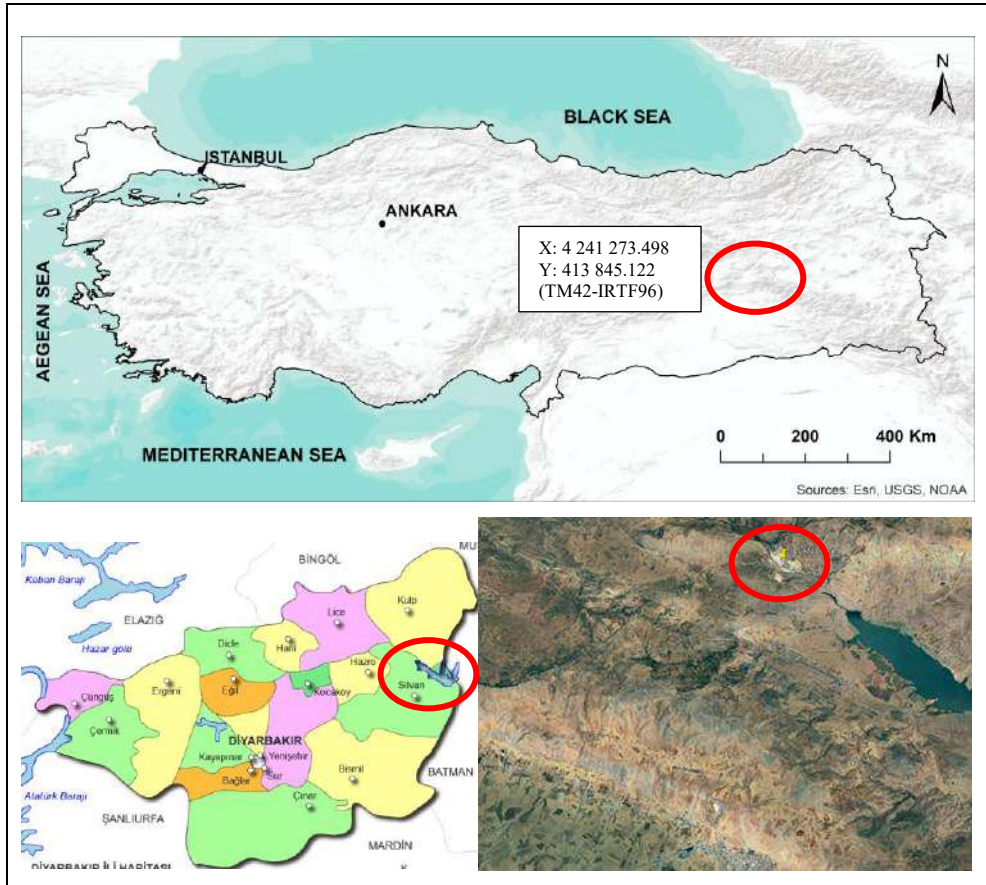 N
BLACK SEA
ISTANBUL
ANKARA
X: 4 241 273.498
Y: 413 845.122
(TM42-IRTF96)
AEGEAN SEA
MEDITERRANEAN SEA
0 200 400 Km
Sources: Esri, USGS, NOAA
BİNGÖL
MU
Keban Barajı
ELAZIĞ
Kulp
Lice
Hazar gölü
Dicle
Hani
Hazro
Çüngüş
Ergani
Eğil
Kocaköy
Silvan
Çermik
DİYARBAKIR
Kayapınar
Yenişehir
Bağlar
Sur
Bismil
BATMAN
Atatürk Barajı
Çınar
ŞANLIURFA
MARDİN
DİYARBAKIR İLİ HARİTASI
K